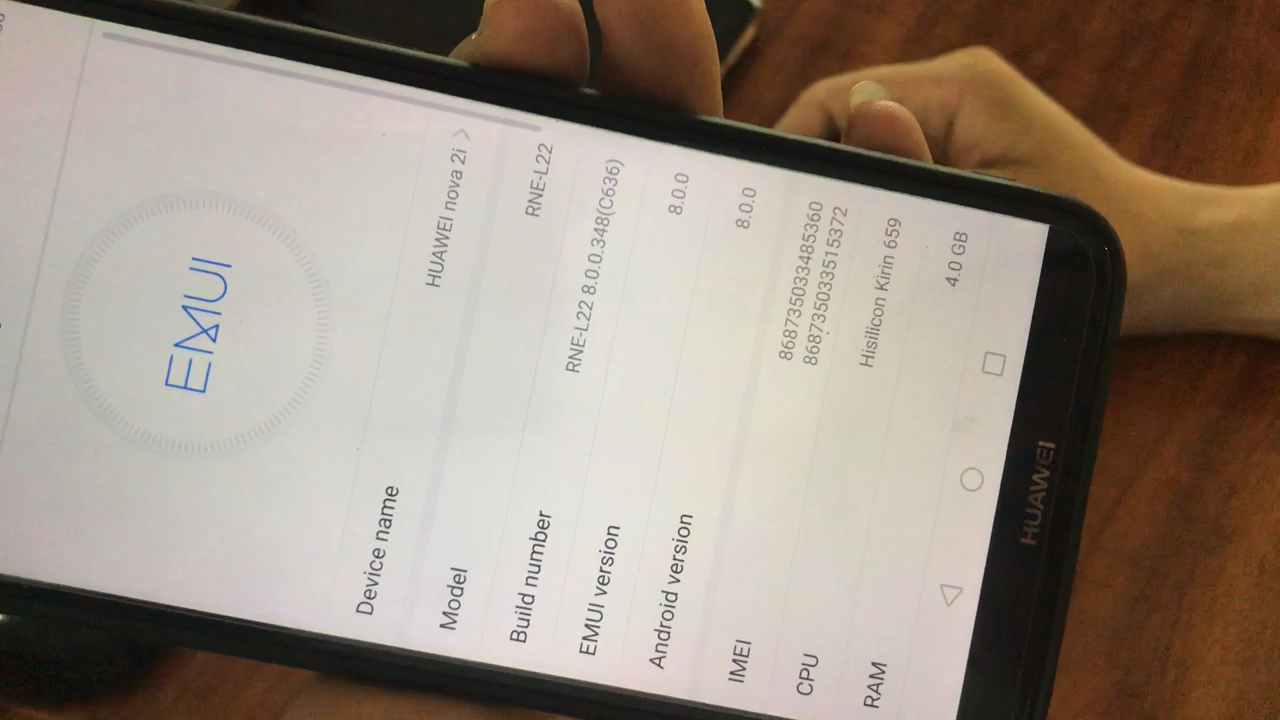 EMUI
Device name HUAWEI nova 2i >
Model RNE-L22
Build number RNE-L22 8.0.0.348(C636)
EMUI version 8.0.0
Android version 8.0.0
IMEI 868735033485360
868735033515372
CPU Hisilicon Kirin 659
RAM 4.0 GB
HUAWEI